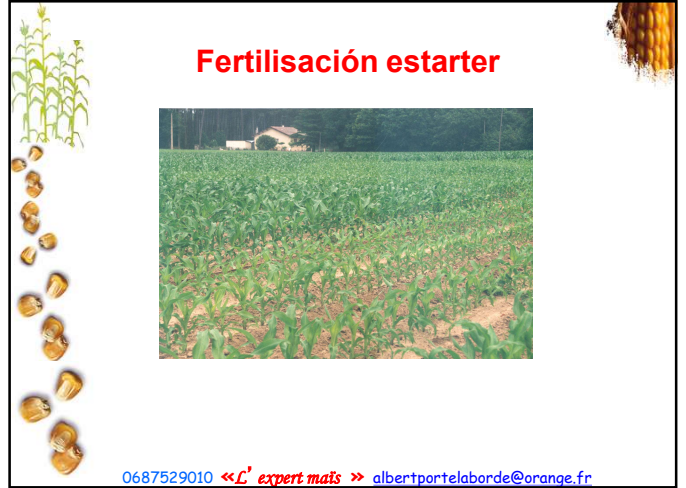 Fertilisación estarter
0687529010 «L’ expert maïs » albertportelaborde@orange.fr